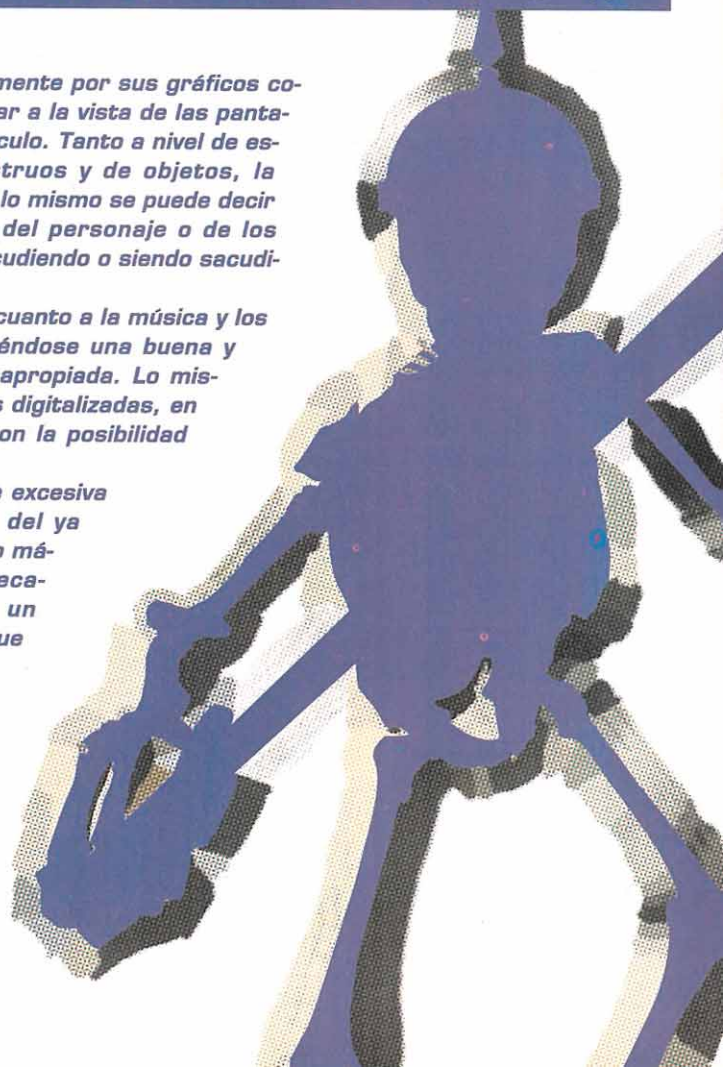 mente por sus gráficos co-
ar a la vista de las panta-
culo. Tanto a nivel de es-
struos y de objetos, la
lo mismo se puede decir
del personaje o de los
cudiendo o siendo sacudi-
cuanto a la música y los
éndose una buena y
apropiada. Lo mis-
s digitalizadas, en
on la posibilidad
e excesiva
del ya
o má-
eca-
un
ue